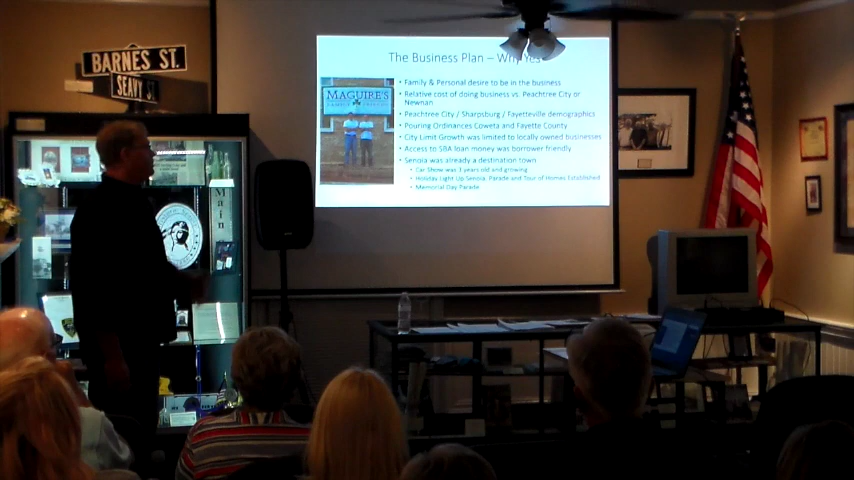 BARNES ST.
SEAVY ST
The Business Plan – Why Yes
MAGUIRE'S
• Family & Personal desire to be in the business
• Relative cost of doing business vs. Peachtree City or
Newnan
• Peachtree City / Sharpsburg / Fayetteville demographics
• Pouring Ordinances Coweta and Fayette County
• City Limit Growth was limited to locally owned businesses
• Access to SBA loan money was borrower friendly
• Senoia was already a destination town
• Car Show was 3 years old and growing
• Holiday Light Up Senoia, Parade and Tour of Homes Established
• Memorial Day Parade
Main